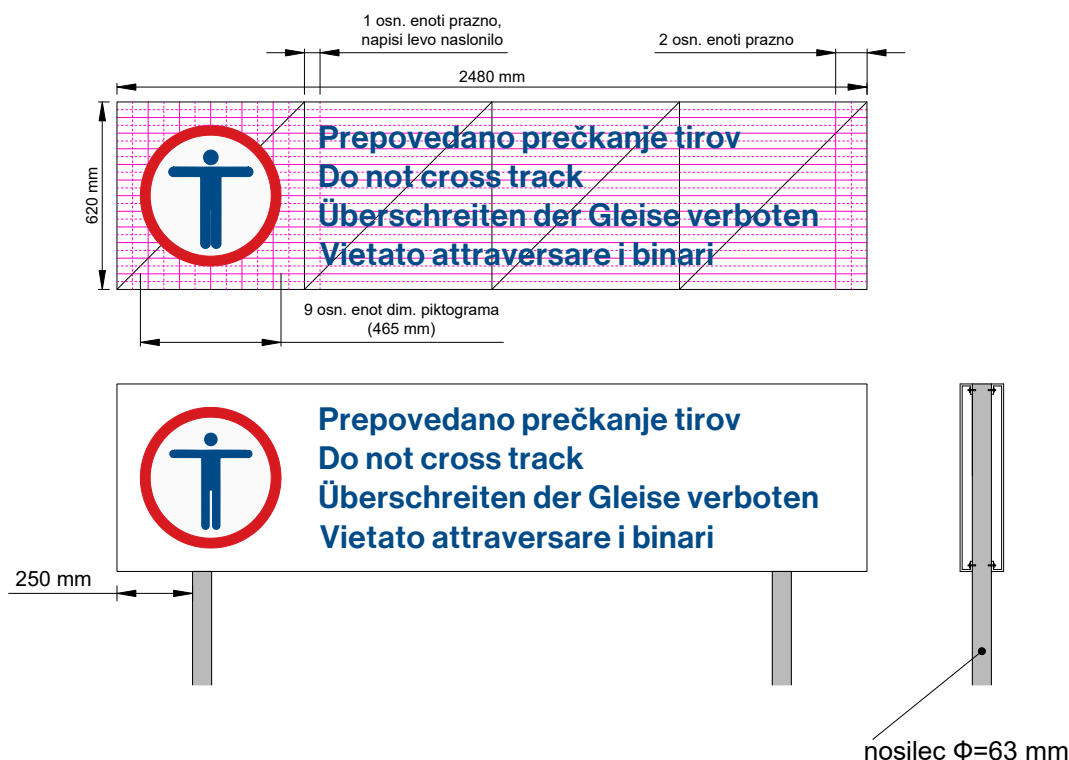 1 osn. enoti prazno,
napisi levo naslonilo
2 osn. enoti prazno
2480 mm
620 mm
Prepovedano prečkanje tirov
Do not cross track
Überschreiten der Gleise verboten
Vietato attraversare i binari
9 osn. enot dim. piktograma
(465 mm)
Prepovedano prečkanje tirov
Do not cross track
Überschreiten der Gleise verboten
Vietato attraversare i binari
250 mm
nosilec Φ=63 mm